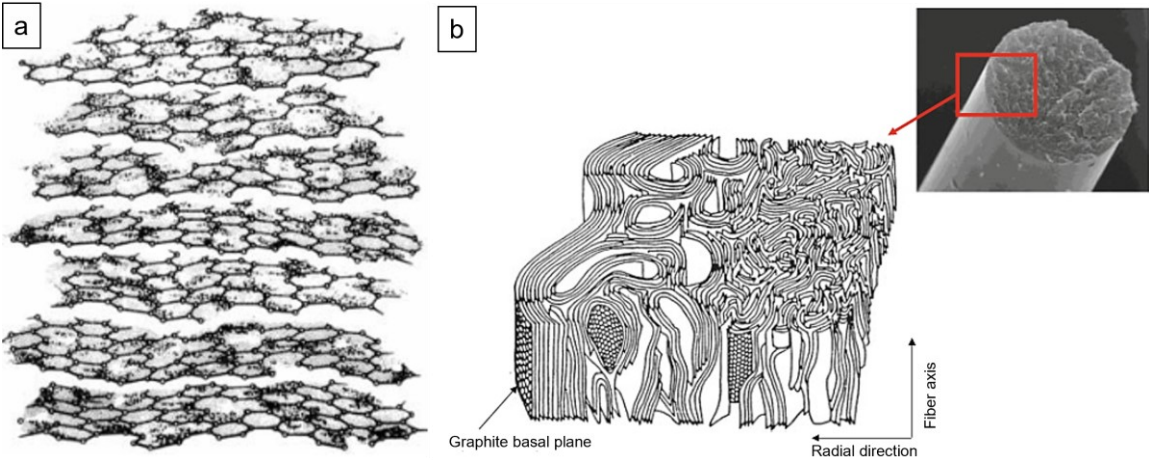 a
b
Graphite basal plane
Fiber axis
Radial direction